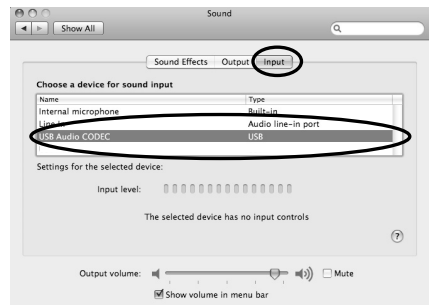 Sound
Show All
Sound Effects Output Input
Choose a device for sound input
Name Type
Internal microphone Built-in
Line In Audio line-in port
USB Audio CODEC USB
Settings for the selected device:
Input level:
The selected device has no input controls
?
Output volume: Mute
Show volume in menu bar